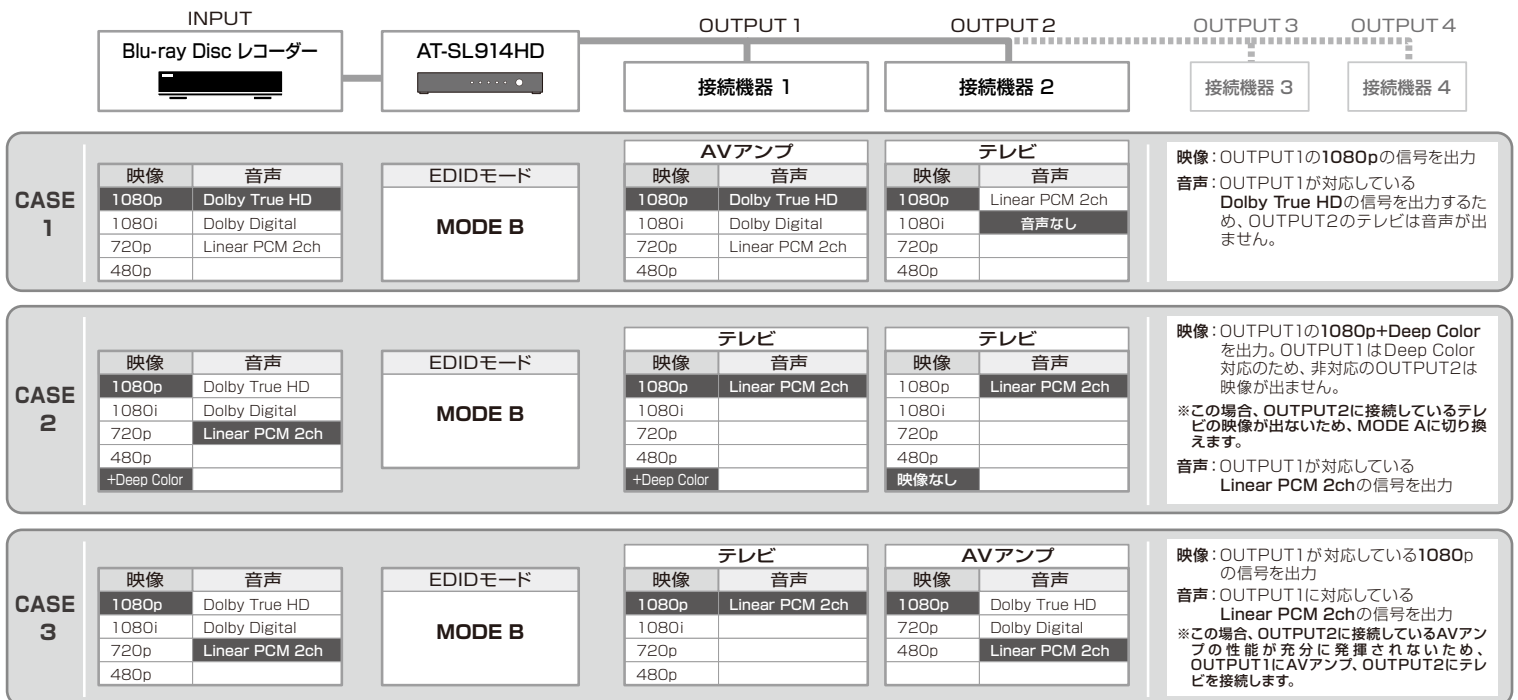 INPUT
OUTPUT 1
OUTPUT 2
OUTPUT 3
OUTPUT 4
Blu-ray Disc レコーダー
AT-SL914HD
接続機器 1
接続機器 2
接続機器 3
接続機器 4
CASE
1
映像 音声
1080p Dolby True HD
1080i Dolby Digital
720p Linear PCM 2ch
480p
EDIDモード
MODE B
AVアンプ
映像 音声
1080p Dolby True HD
1080i Dolby Digital
720p Linear PCM 2ch
480p
テレビ
映像 音声
1080p Linear PCM 2ch
1080i 音声なし
720p
480p
映像：OUTPUT1の1080pの信号を出力
音声：OUTPUT1が対応している
Dolby True HDの信号を出力するた
め、OUTPUT2のテレビは音声が出
ません。
CASE
2
映像 音声
1080p Dolby True HD
1080i Dolby Digital
720p Linear PCM 2ch
480p
+Deep Color
EDIDモード
MODE B
テレビ
映像 音声
1080p Linear PCM 2ch
1080i
720p
480p
+Deep Color
テレビ
映像 音声
1080p Linear PCM 2ch
1080i
720p
480p
映像なし
映像：OUTPUT1の1080p+Deep Color
を出力。OUTPUT1はDeep Color
対応のため、非対応のOUTPUT2は
映像が出ません。
※この場合、OUTPUT2に接続しているテレ
ビの映像が出ないため、MODE Aに切り換
えます。
音声：OUTPUT1が対応している
Linear PCM 2chの信号を出力
CASE
3
映像 音声
1080p Dolby True HD
1080i Dolby Digital
720p Linear PCM 2ch
480p
EDIDモード
MODE B
テレビ
映像 音声
1080p Linear PCM 2ch
1080i
720p
480p
AVアンプ
映像 音声
1080p Dolby True HD
720p Dolby Digital
480p Linear PCM 2ch
映像：OUTPUT1が対応している1080p
の信号を出力
音声：OUTPUT1に対応している
Linear PCM 2chの信号を出力
※この場合、OUTPUT2に接続しているAVアン
プの性能が充分に発揮されないため、
OUTPUT1にAVアンプ、OUTPUT2にテレ
ビを接続します。